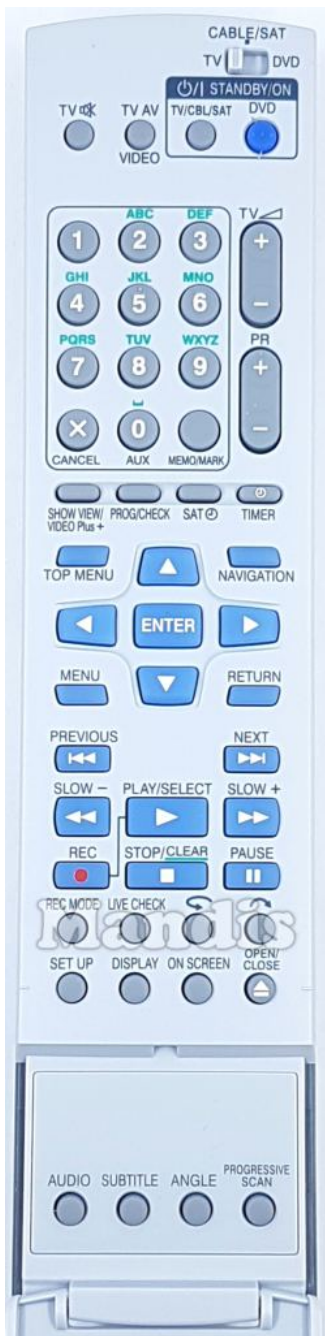 CABLE/SAT
TV DVD
⏻/I STANDBY/ON
TV TV AV TV/CBL/SAT DVD
VIDEO
ABC DEF TV
1 2 3 +
GHI JKL MNO
4 5 6 −
PQRS TUV WXYZ PR
7 8 9 +
X 0 −
CANCEL AUX MEMO/MARK
SHOW VIEW/ PROG/CHECK SAT TIMER
VIDEO Plus +
TOP MENU NAVIGATION
ENTER
MENU RETURN
PREVIOUS NEXT
SLOW − PLAY/SELECT SLOW +
REC STOP/CLEAR PAUSE
REC MODE LIVE CHECK
Mandis
SET UP DISPLAY ON SCREEN OPEN/
CLOSE
AUDIO SUBTITLE ANGLE PROGRESSIVE
SCAN